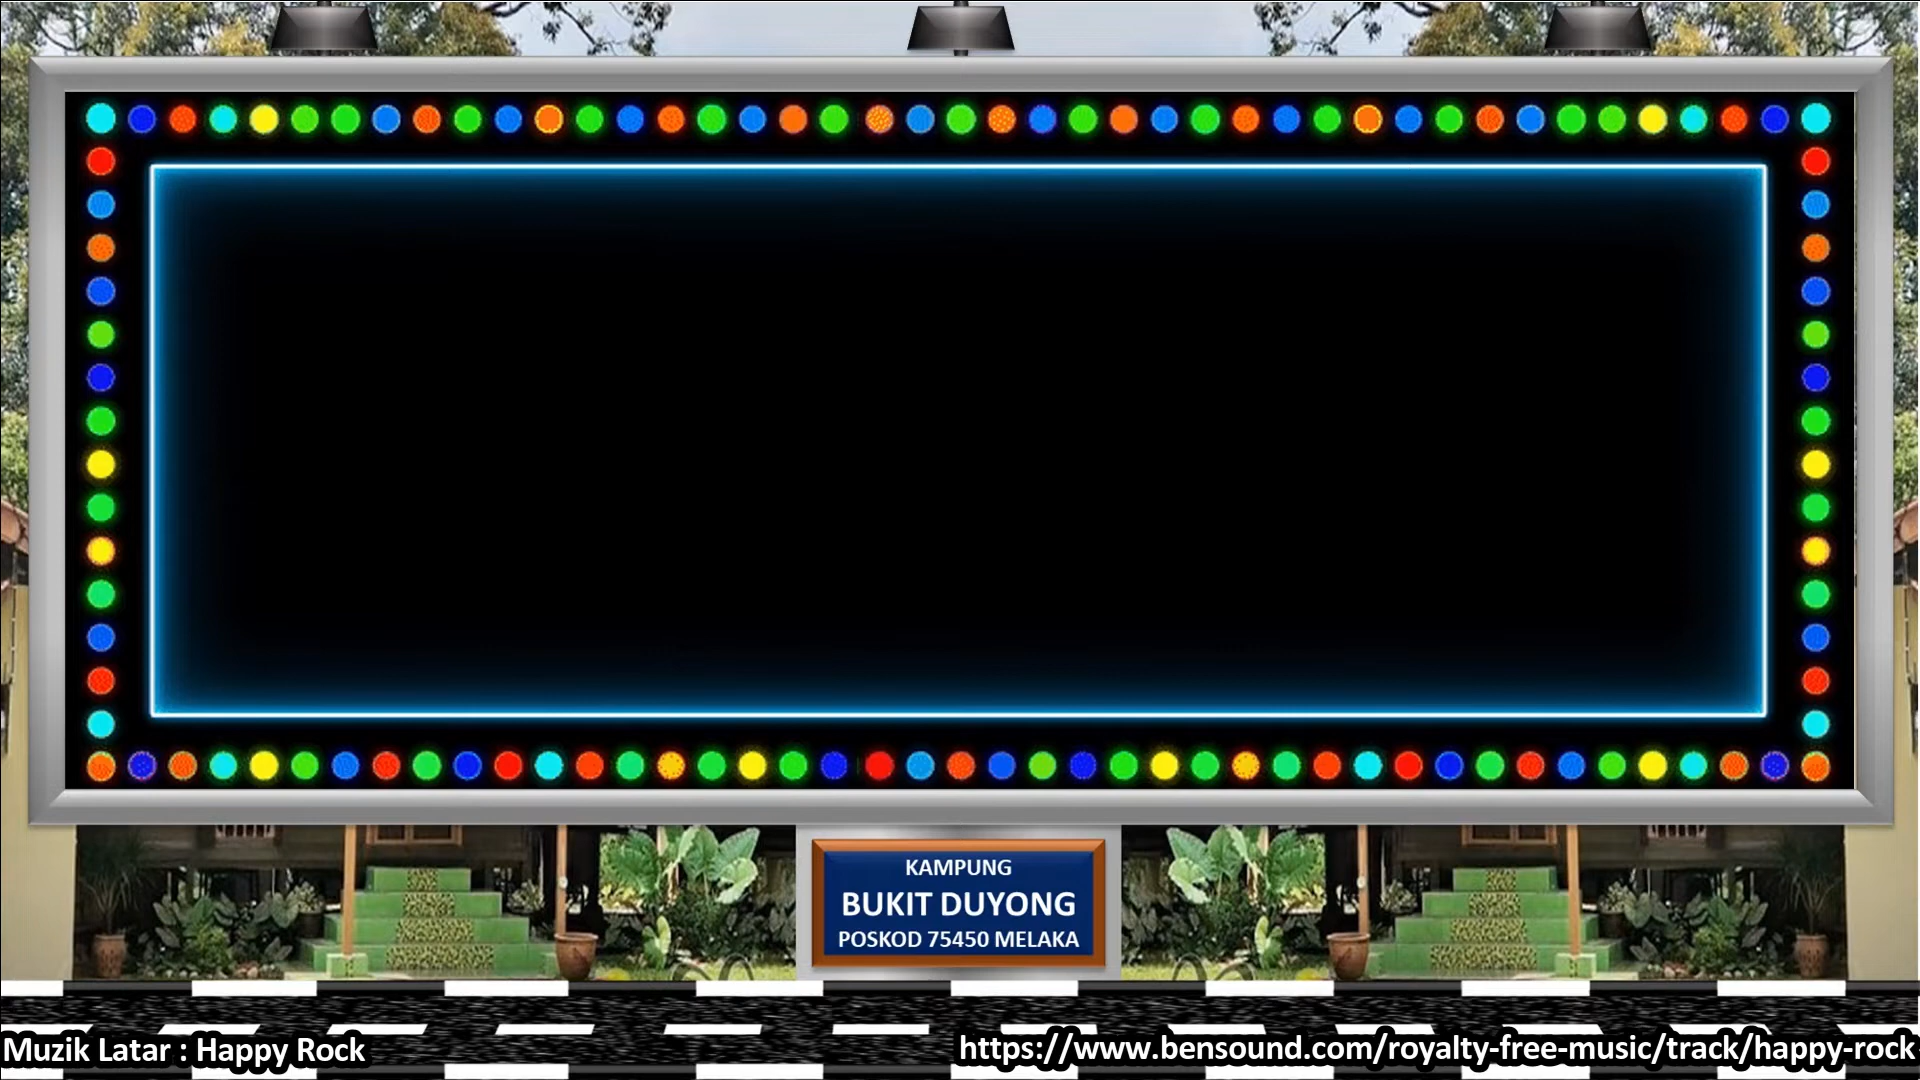 KAMPUNG
BUKIT DUYONG
POSKOD 75450 MELAKA
Muzik Latar : Happy Rock
https://www.bensound.com/royalty-free-music/track/happy-rock